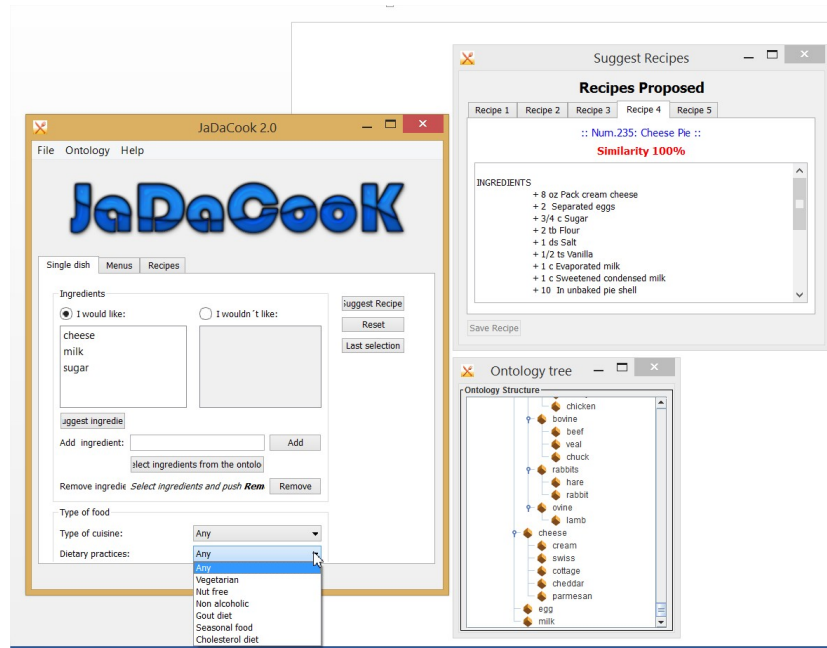 Suggest Recipes
Recipes Proposed
Recipe 1 Recipe 2 Recipe 3 Recipe 4 Recipe 5
:: Num.235: Cheese Pie ::
Similarity 100%
INGREDIENTS
+ 8 oz Pack cream cheese
+ 2 Separated eggs
+ 3/4 c Sugar
+ 2 tb Flour
+ 1 ds Salt
+ 1/2 ts Vanilla
+ 1 c Evaporated milk
+ 1 c Sweetened condensed milk
+ 10 In unbaked pie shell
Save Recipe
JaDaCook 2.0
File Ontology Help
JaDaCooK
Single dish Menus Recipes
Ingredients
I would like: I wouldn´t like:
cheese
milk
sugar
uggest Recipe
Reset
Last selection
uggest ingredie
Add ingredient: Add
elect ingredients from the ontolo
Remove ingredie Select ingredients and push Rem Remove
Type of food
Type of cuisine: Any
Dietary practices: Any
Any
Vegetarian
Nut free
Non alcoholic
Gout diet
Seasonal food
Cholesterol diet
Ontology tree
Ontology Structure
chicken
bovine
beef
veal
chuck
rabbits
hare
rabbit
ovine
lamb
cheese
cream
swiss
cottage
cheddar
parmesan
egg
milk